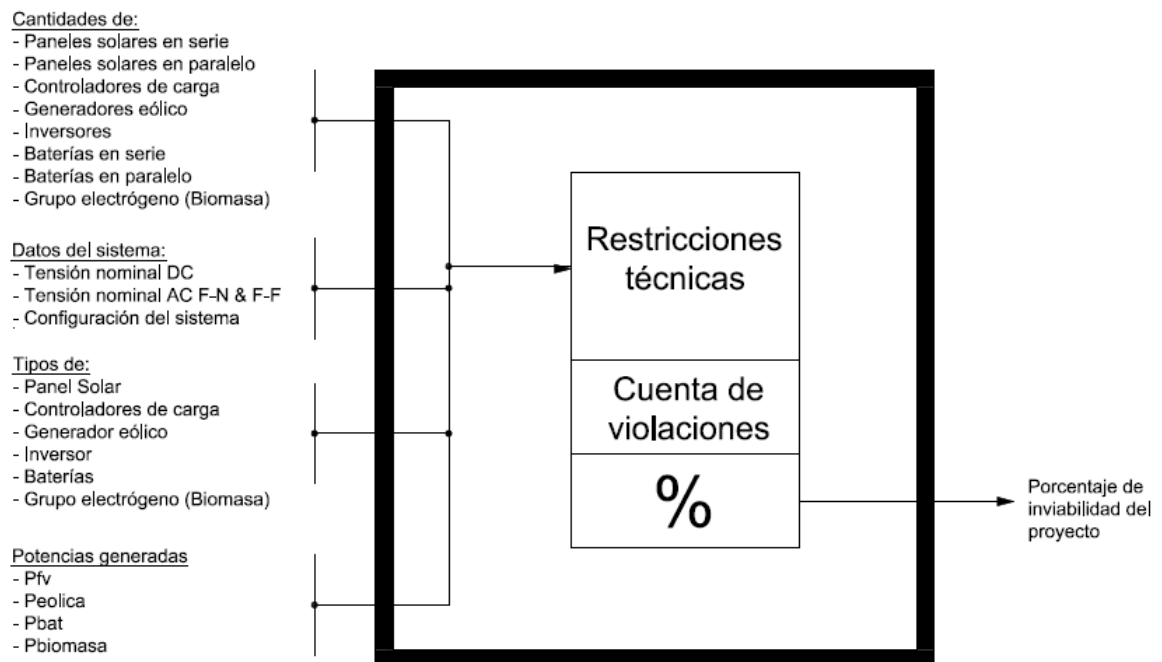 Cantidades de:
- Paneles solares en serie
- Paneles solares en paralelo
- Controladores de carga
- Generadores eólico
- Inversores
- Baterías en serie
- Baterías en paralelo
- Grupo electrógeno (Biomasa)
Datos del sistema:
- Tensión nominal DC
- Tensión nominal AC F-N & F-F
- Configuración del sistema
Tipos de:
- Panel Solar
- Controladores de carga
- Generador eólico
- Inversor
- Baterías
- Grupo electrógeno (Biomasa)
Potencias generadas
- Pfv
- Peolica
- Pbat
- Pbiomasa
Restricciones
técnicas
Cuenta de
violaciones
%
Porcentaje de
inviabilidad del
proyecto